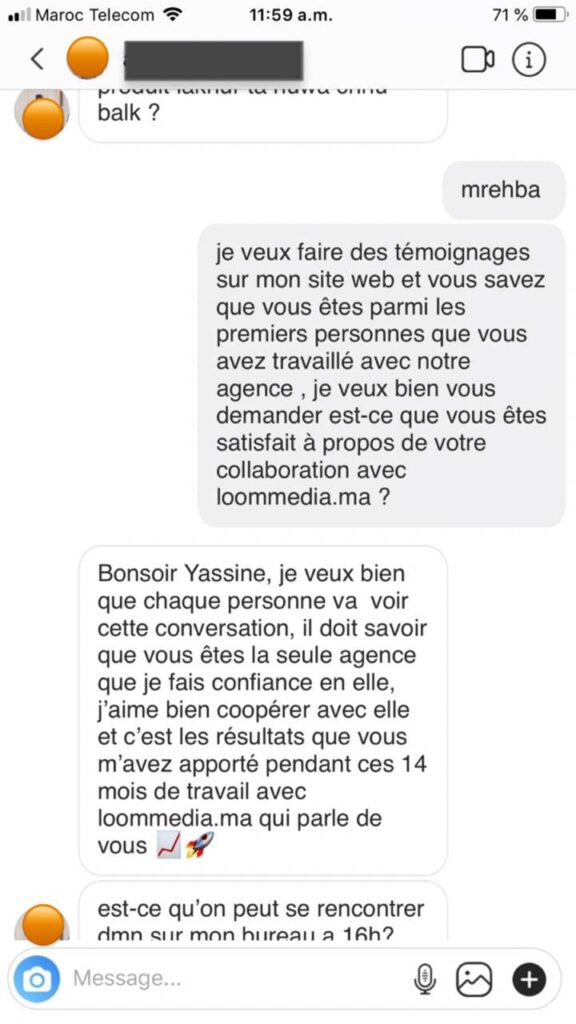 Maroc Telecom 11:59 a.m. 71 %
balk ?
mrehba
je veux faire des témoignages
sur mon site web et vous savez
que vous êtes parmi les
premiers personnes que vous
avez travaillé avec notre
agence , je veux bien vous
demander est-ce que vous êtes
satisfait à propos de votre
collaboration avec
loommedia.ma ?
Bonsoir Yassine, je veux bien
que chaque personne va  voir
cette conversation, il doit savoir
que vous êtes la seule agence
que je fais confiance en elle,
j’aime bien coopérer avec elle
et c’est les résultats que vous
m’avez apporté pendant ces 14
mois de travail avec
loommedia.ma qui parle de
vous 📈🚀
est-ce qu’on peut se rencontrer
dmn sur mon bureau a 16h?
Message...